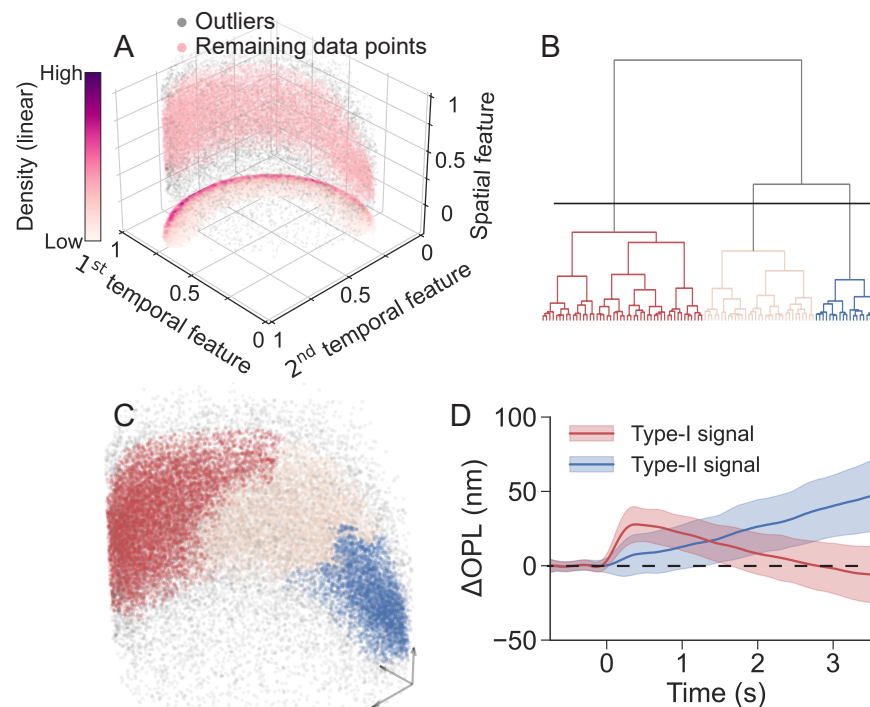 A
Outliers
Remaining data points
High
Density (linear)
Low
1
0.5
0
1st temporal feature
1
0.5
0
2nd temporal feature
1
0.5
0
Spatial feature
B
C
D
100
50
0
−50
ΔOPL (nm)
Type-I signal
Type-II signal
0
1
2
3
Time (s)